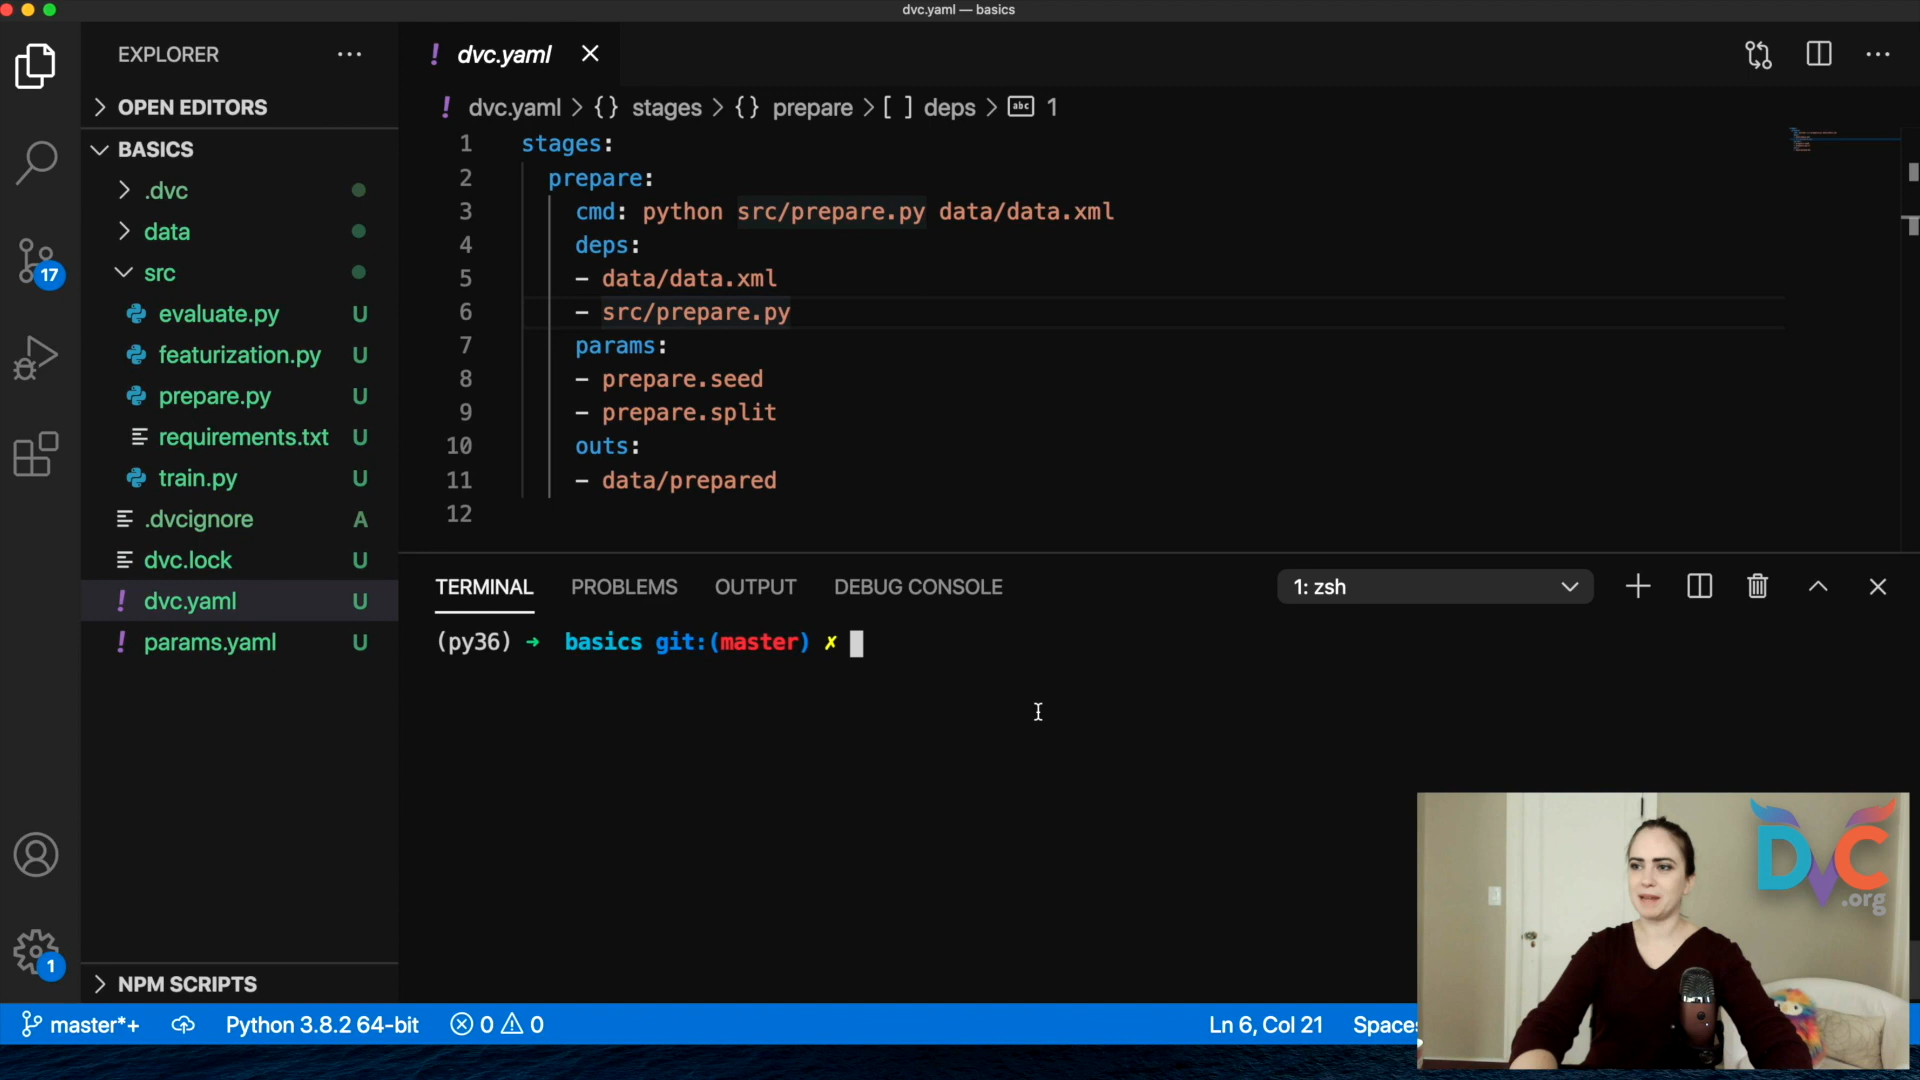 dvc.yaml — basics
EXPLORER
OPEN EDITORS
BASICS
.dvc
data
src
evaluate.py U
featurization.py U
prepare.py U
requirements.txt U
train.py U
.dvcignore A
dvc.lock U
! dvc.yaml U
! params.yaml U
NPM SCRIPTS
17
1
! dvc.yaml
! dvc.yaml > {} stages > {} prepare > [ ] deps > abc 1
1 stages:
2 prepare:
3 cmd: python src/prepare.py data/data.xml
4 deps:
5 - data/data.xml
6 - src/prepare.py
7 params:
8 - prepare.seed
9 - prepare.split
10 outs:
11 - data/prepared
12
TERMINAL PROBLEMS OUTPUT DEBUG CONSOLE 1: zsh
(py36) → basics git:(master) ✗
DVC
.org
master*+ Python 3.8.2 64-bit 0 0 Ln 6, Col 21